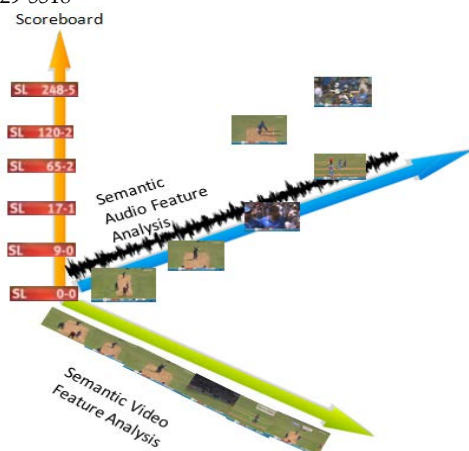 Scoreboard
SL 248-5
SL 120-2
SL 65-2
SL 17-1
SL 9-0
SL 0-0
Semantic
Audio Feature
Analysis
Semantic Video
Feature Analysis